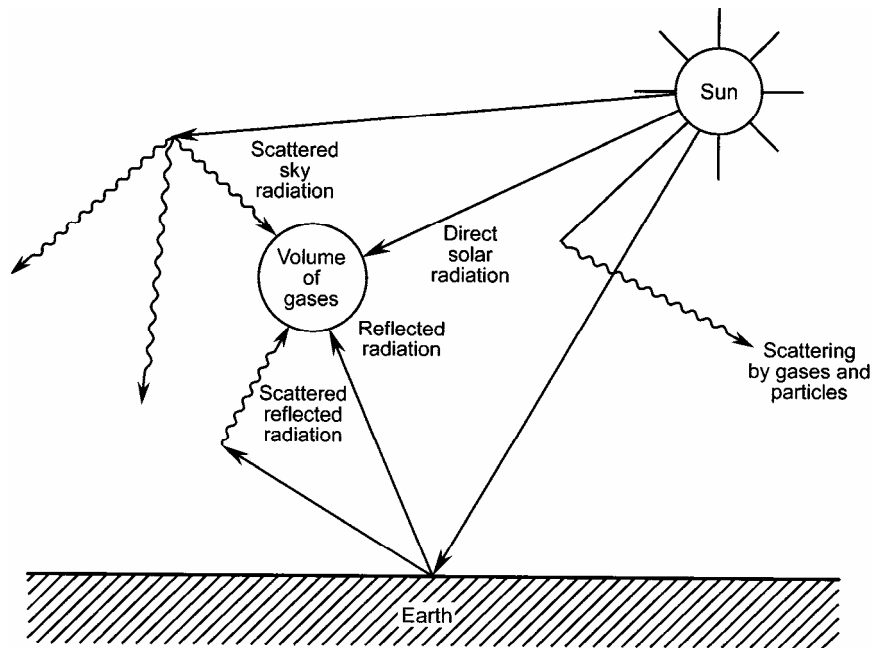 Sun
Scattered
sky
radiation
Direct
solar
radiation
Volume
of
gases
Reflected
radiation
Scattering
by gases and
particles
Scattered
reflected
radiation
Earth